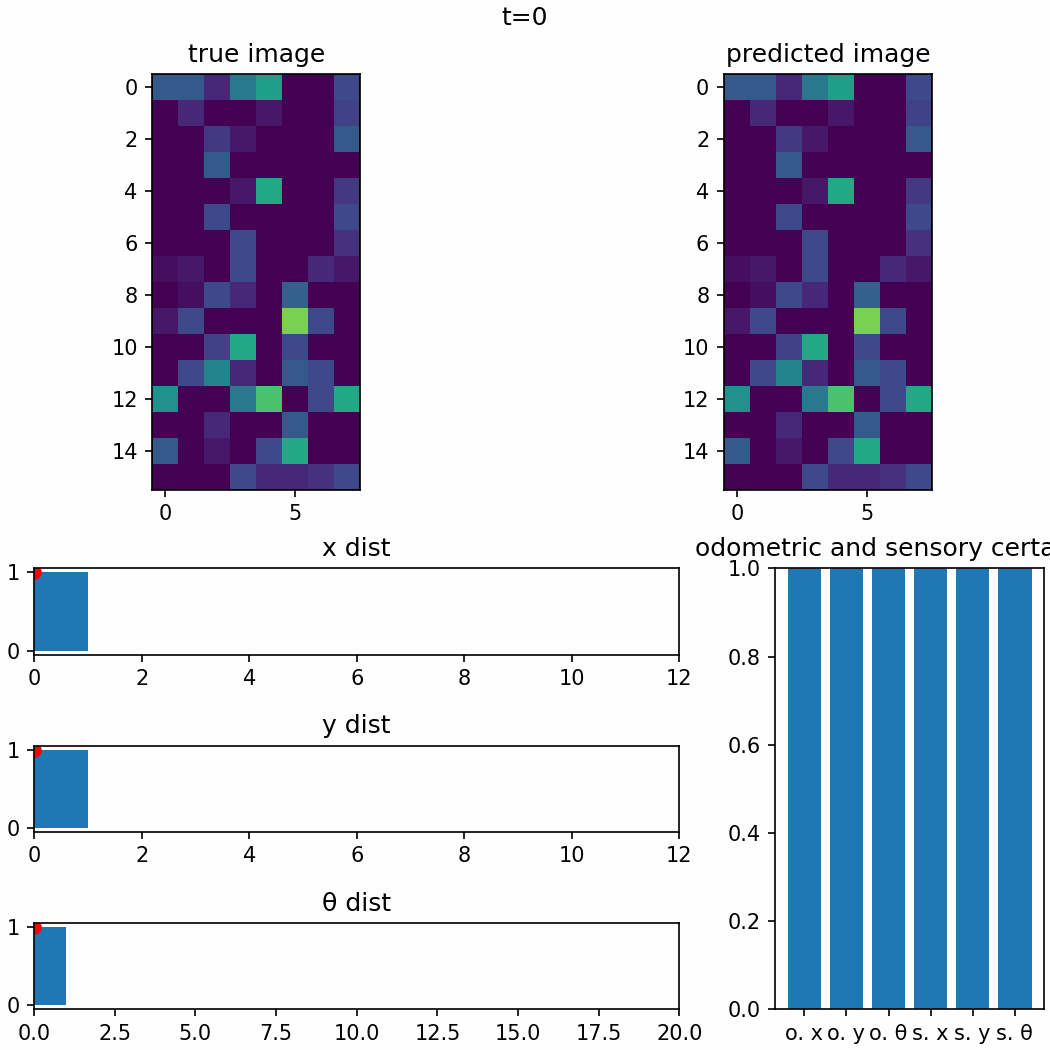 t=0
true image
predicted image
0
2
4
6
8
10
12
14
0 5
0
2
4
6
8
10
12
14
0 5
x dist
1
0
0 2 4 6 8 10 12
y dist
1
0
0 2 4 6 8 10 12
θ dist
1
0
0.0 2.5 5.0 7.5 10.0 12.5 15.0 17.5 20.0
odometric and sensory certa
1.0
0.8
0.6
0.4
0.2
0.0
o. x o. y o. θ s. x s. y s. θ